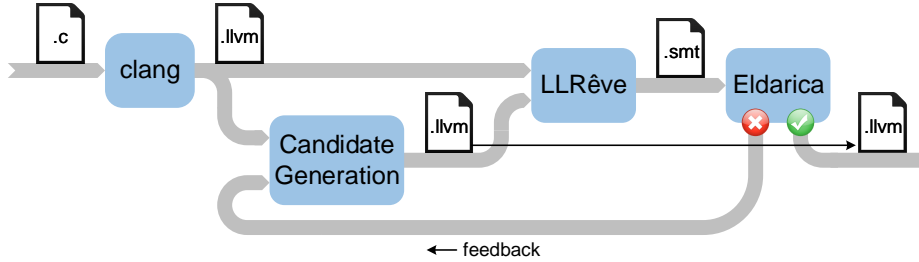 .c
.llvm
clang
LLRêve
.smt
Eldarica
Candidate
Generation
.llvm
.llvm
feedback